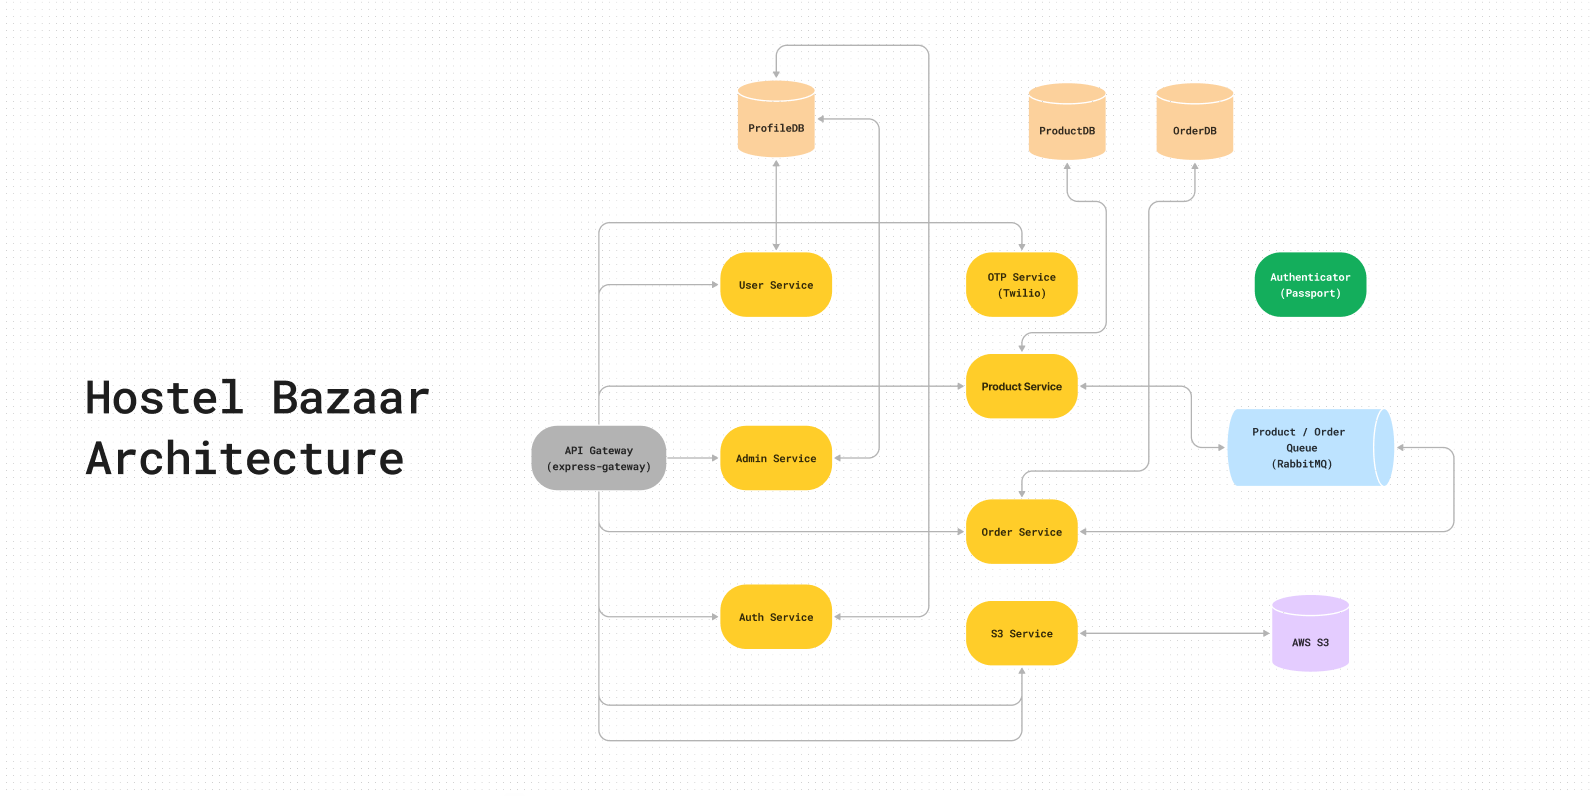 Hostel Bazaar
Architecture
ProfileDB
ProductDB
OrderDB
User Service
OTP Service
(Twilio)
Authenticator
(Passport)
Product Service
API Gateway
(express-gateway)
Admin Service
Product / Order
Queue
(RabbitMQ)
Order Service
Auth Service
S3 Service
AWS S3